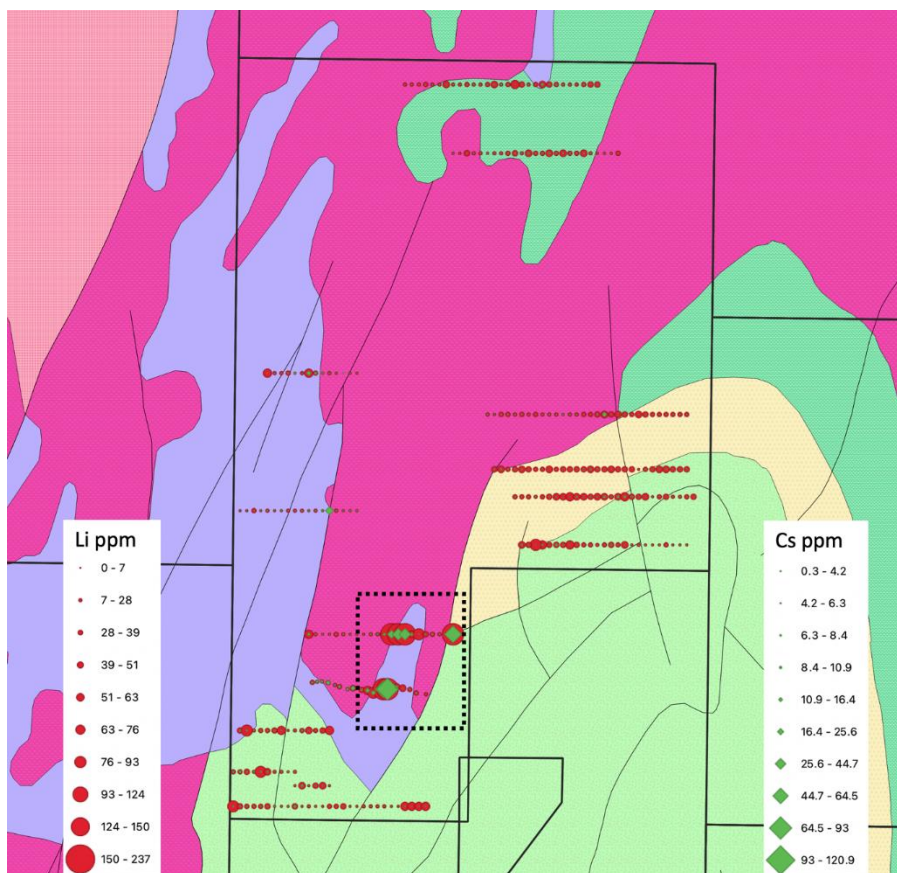 Li ppm
0 - 7
7 - 28
28 - 39
39 - 51
51 - 63
63 - 76
76 - 93
93 - 124
124 - 150
150 - 237
Cs ppm
0.3 - 4.2
4.2 - 6.3
6.3 - 8.4
8.4 - 10.9
10.9 - 16.4
16.4 - 25.6
25.6 - 44.7
44.7 - 64.5
64.5 - 93
93 - 120.9